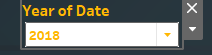 Year of Date
2018